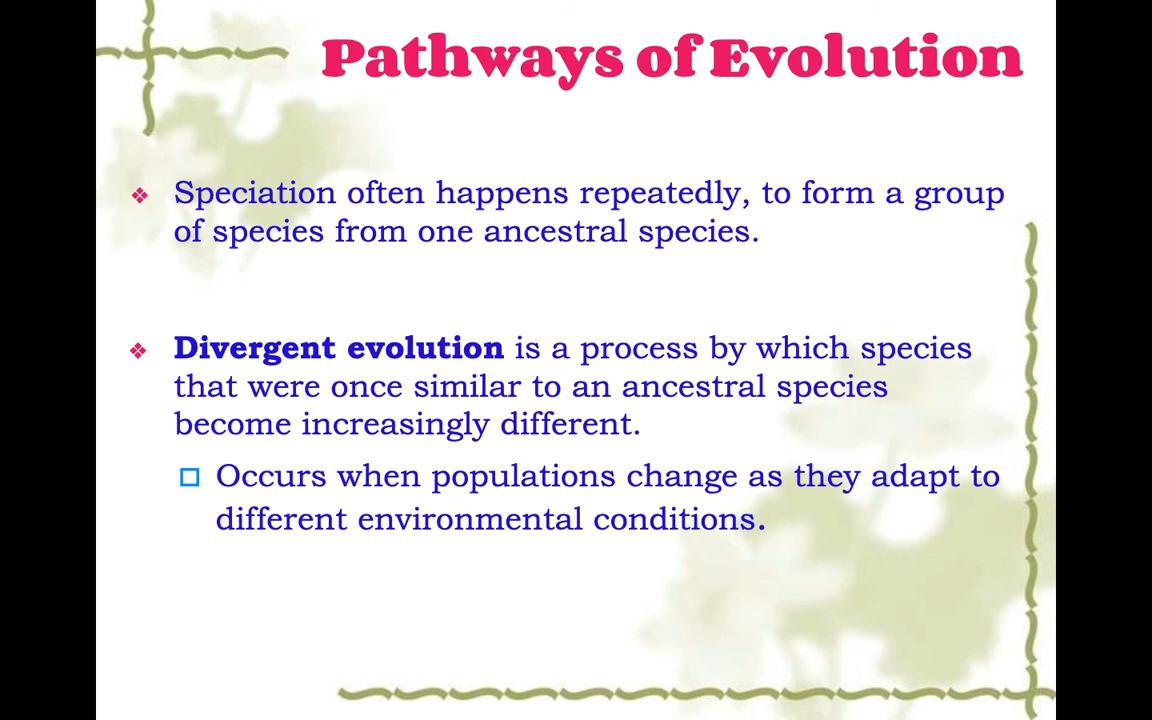 Pathways of Evolution
Speciation often happens repeatedly, to form a group
of species from one ancestral species.
Divergent evolution is a process by which species
that were once similar to an ancestral species
become increasingly different.
Occurs when populations change as they adapt to
different environmental conditions.